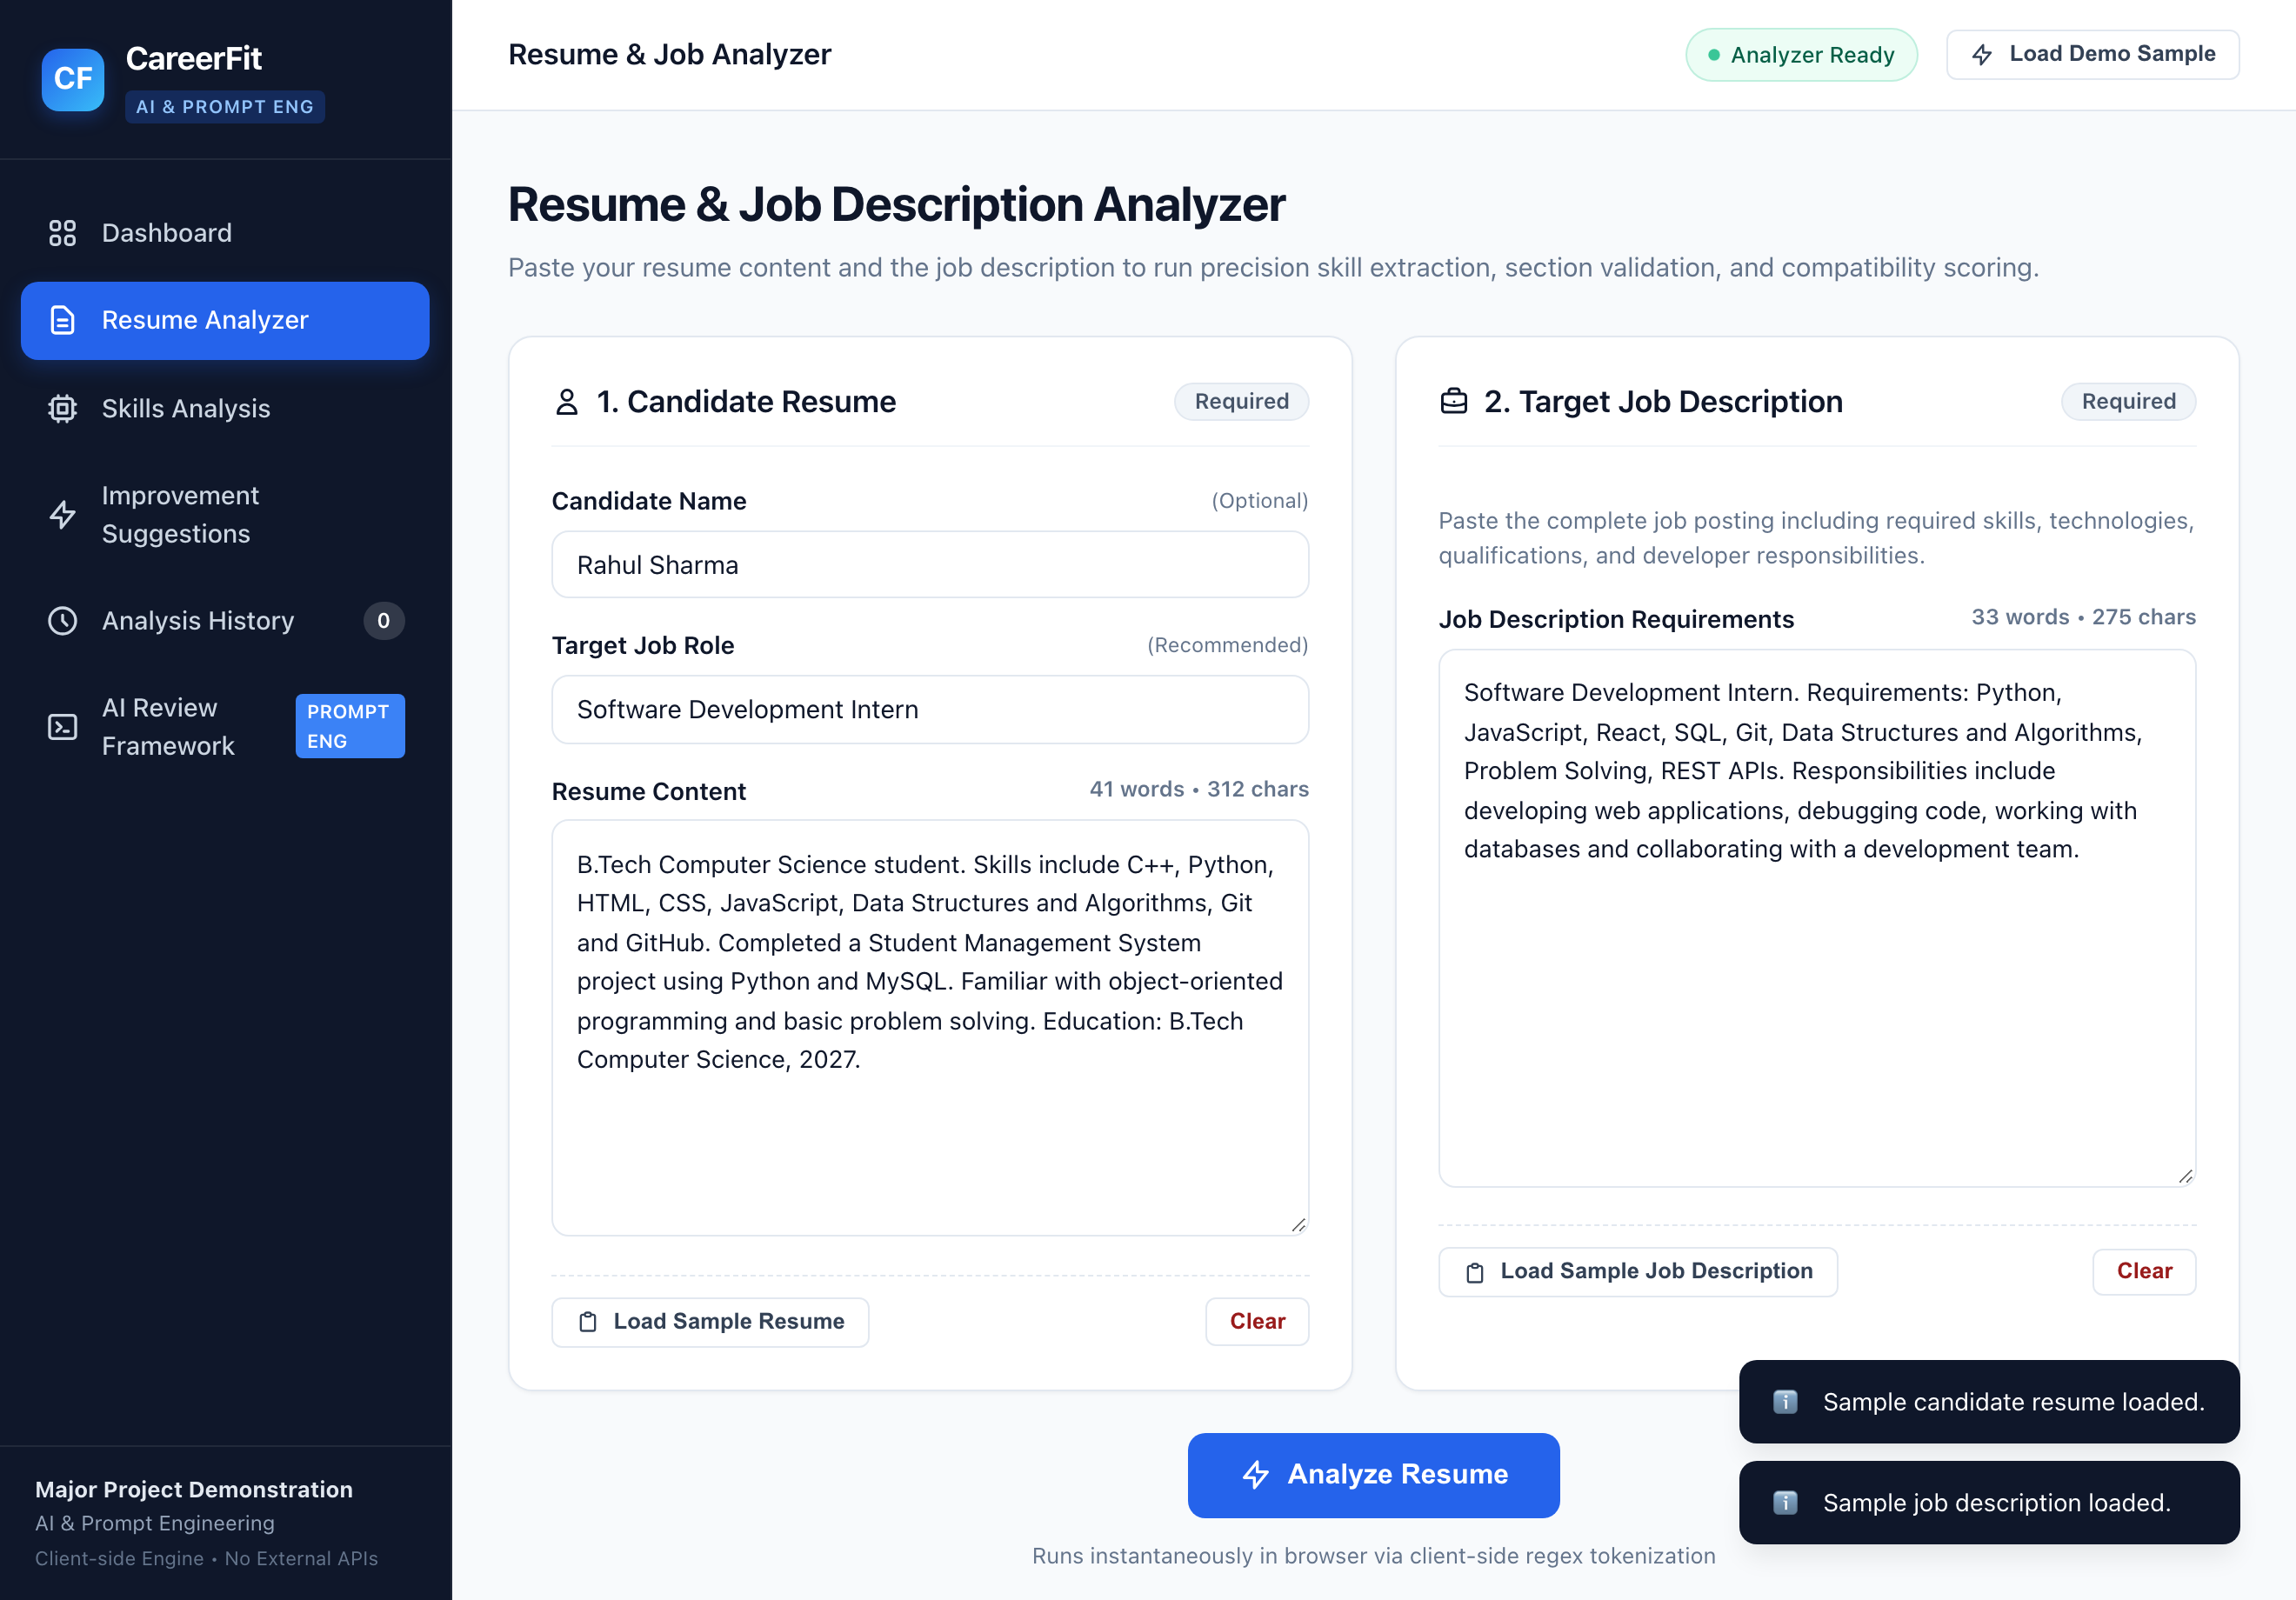 CF
CareerFit
AI & PROMPT ENG
Dashboard
Resume Analyzer
Skills Analysis
Improvement
Suggestions
Analysis History
0
AI Review
Framework
PROMPT
ENG
Major Project Demonstration
AI & Prompt Engineering
Client-side Engine • No External APIs
Resume & Job Analyzer
Analyzer Ready
Load Demo Sample
Resume & Job Description Analyzer
Paste your resume content and the job description to run precision skill extraction, section validation, and compatibility scoring.
1. Candidate Resume
Required
Candidate Name
(Optional)
Rahul Sharma
Target Job Role
(Recommended)
Software Development Intern
Resume Content
41 words • 312 chars
B.Tech Computer Science student. Skills include C++, Python,
HTML, CSS, JavaScript, Data Structures and Algorithms, Git
and GitHub. Completed a Student Management System
project using Python and MySQL. Familiar with object-oriented
programming and basic problem solving. Education: B.Tech
Computer Science, 2027.
Load Sample Resume
Clear
2. Target Job Description
Required
Paste the complete job posting including required skills, technologies,
qualifications, and developer responsibilities.
Job Description Requirements
33 words • 275 chars
Software Development Intern. Requirements: Python,
JavaScript, React, SQL, Git, Data Structures and Algorithms,
Problem Solving, REST APIs. Responsibilities include
developing web applications, debugging code, working with
databases and collaborating with a development team.
Load Sample Job Description
Clear
Analyze Resume
Runs instantaneously in browser via client-side regex tokenization
Sample candidate resume loaded.
Sample job description loaded.